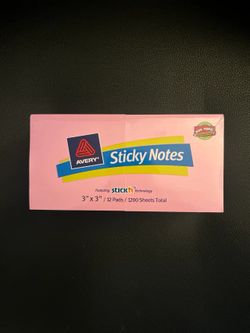 AVERY
Sticky Notes
Featuring STICK'N technology
3" x 3" / 12 Pads / 1200 Sheets Total